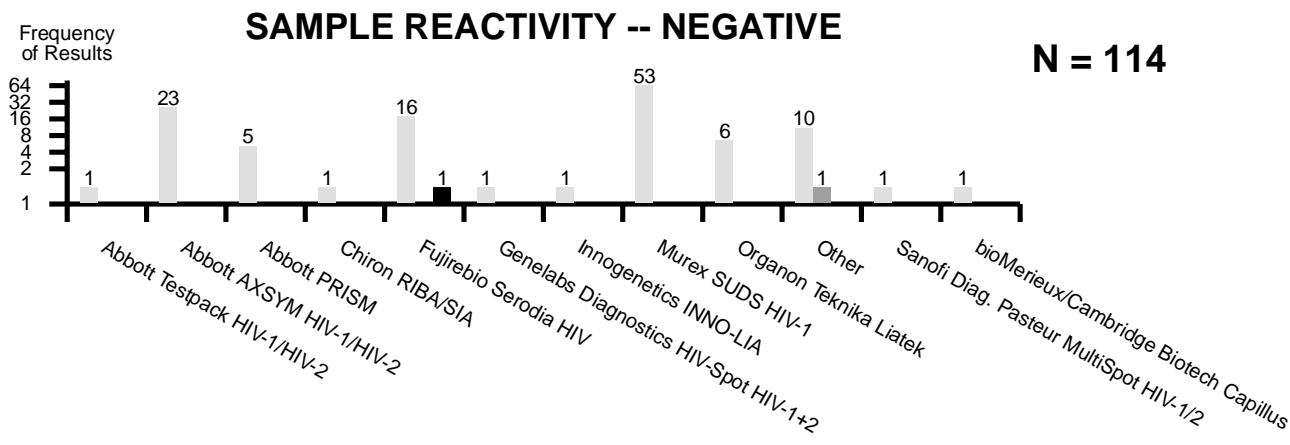 SAMPLE REACTIVITY -- NEGATIVE
Frequency
of Results
N = 114
64
32
16
8
4
2
1
1
23
5
1
16
1
1
1
53
6
10
1
1
1
Abbott Testpack HIV-1/HIV-2
Abbott AXSYM HIV-1/HIV-2
Abbott PRISM
Chiron RIBA/SIA
Fujirebio Serodia HIV
Genelabs Diagnostics HIV-Spot HIV-1+2
Innogenetics INNO-LIA
Murex SUDS HIV-1
Organon Teknika Liatek
Other
Sanofi Diag. Pasteur MultiSpot HIV-1/2
bioMerieux/Cambridge Biotech Capillus